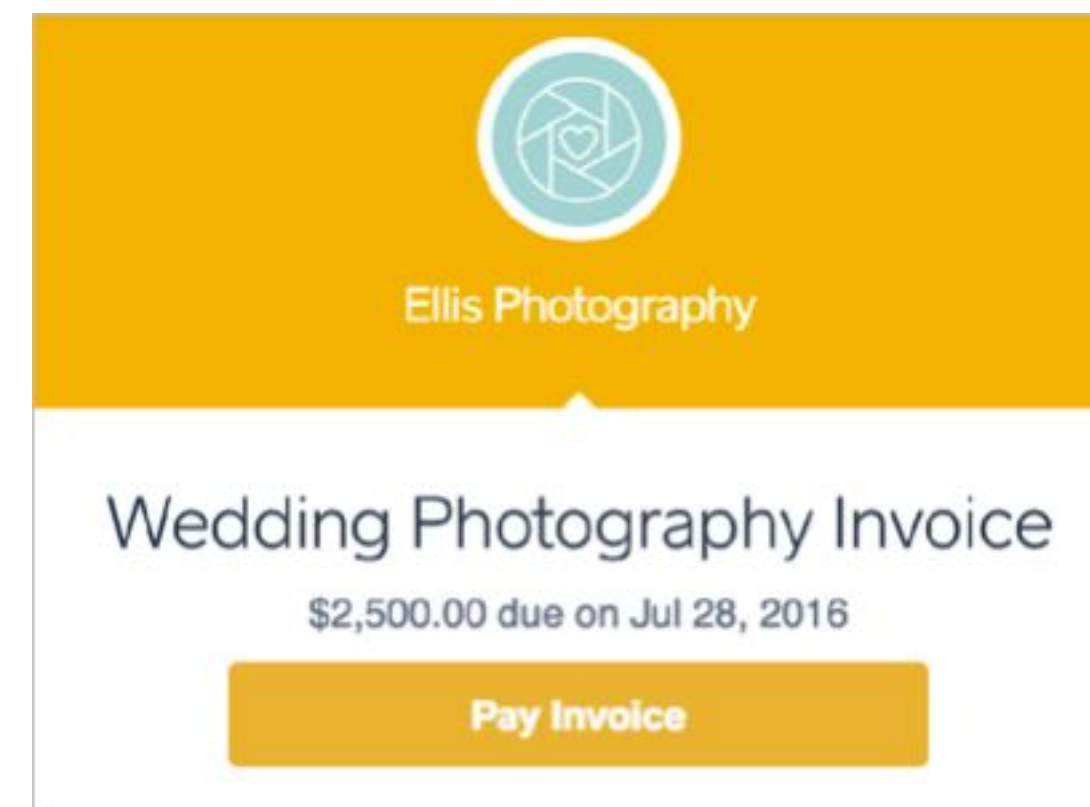 Ellis Photography
Wedding Photography Invoice
$2,500.00 due on Jul 28, 2016
Pay Invoice